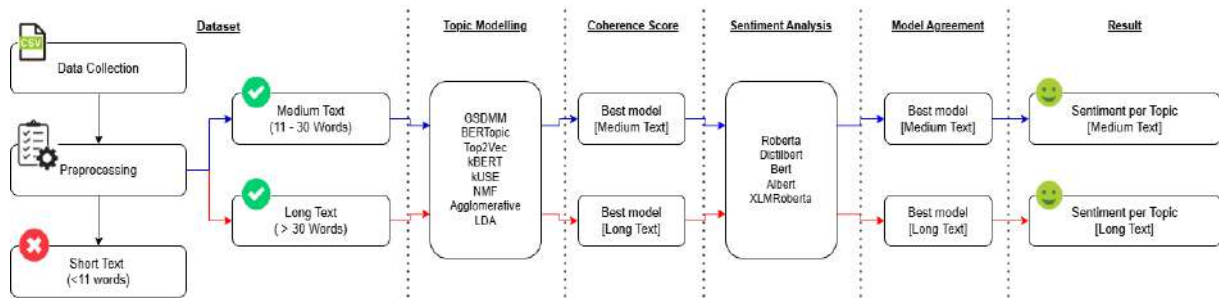 Dataset
Topic Modelling
Coherence Score
Sentiment Analysis
Model Agreement
Result
CSV
Data Collection
Preprocessing
Short Text
(<11 words)
Medium Text
(11 - 30 Words)
Long Text
( > 30 Words)
GSDMM
BERTopic
Top2Vec
kBERT
kUSE
NMF
Agglomerative
LDA
Best model
[Medium Text]
Best model
[Long Text]
Roberta
Distilbert
Bert
Albert
XLMRoberta
Best model
[Medium Text]
Best model
[Long Text]
Sentiment per Topic
[Medium Text]
Sentiment per Topic
[Long Text]